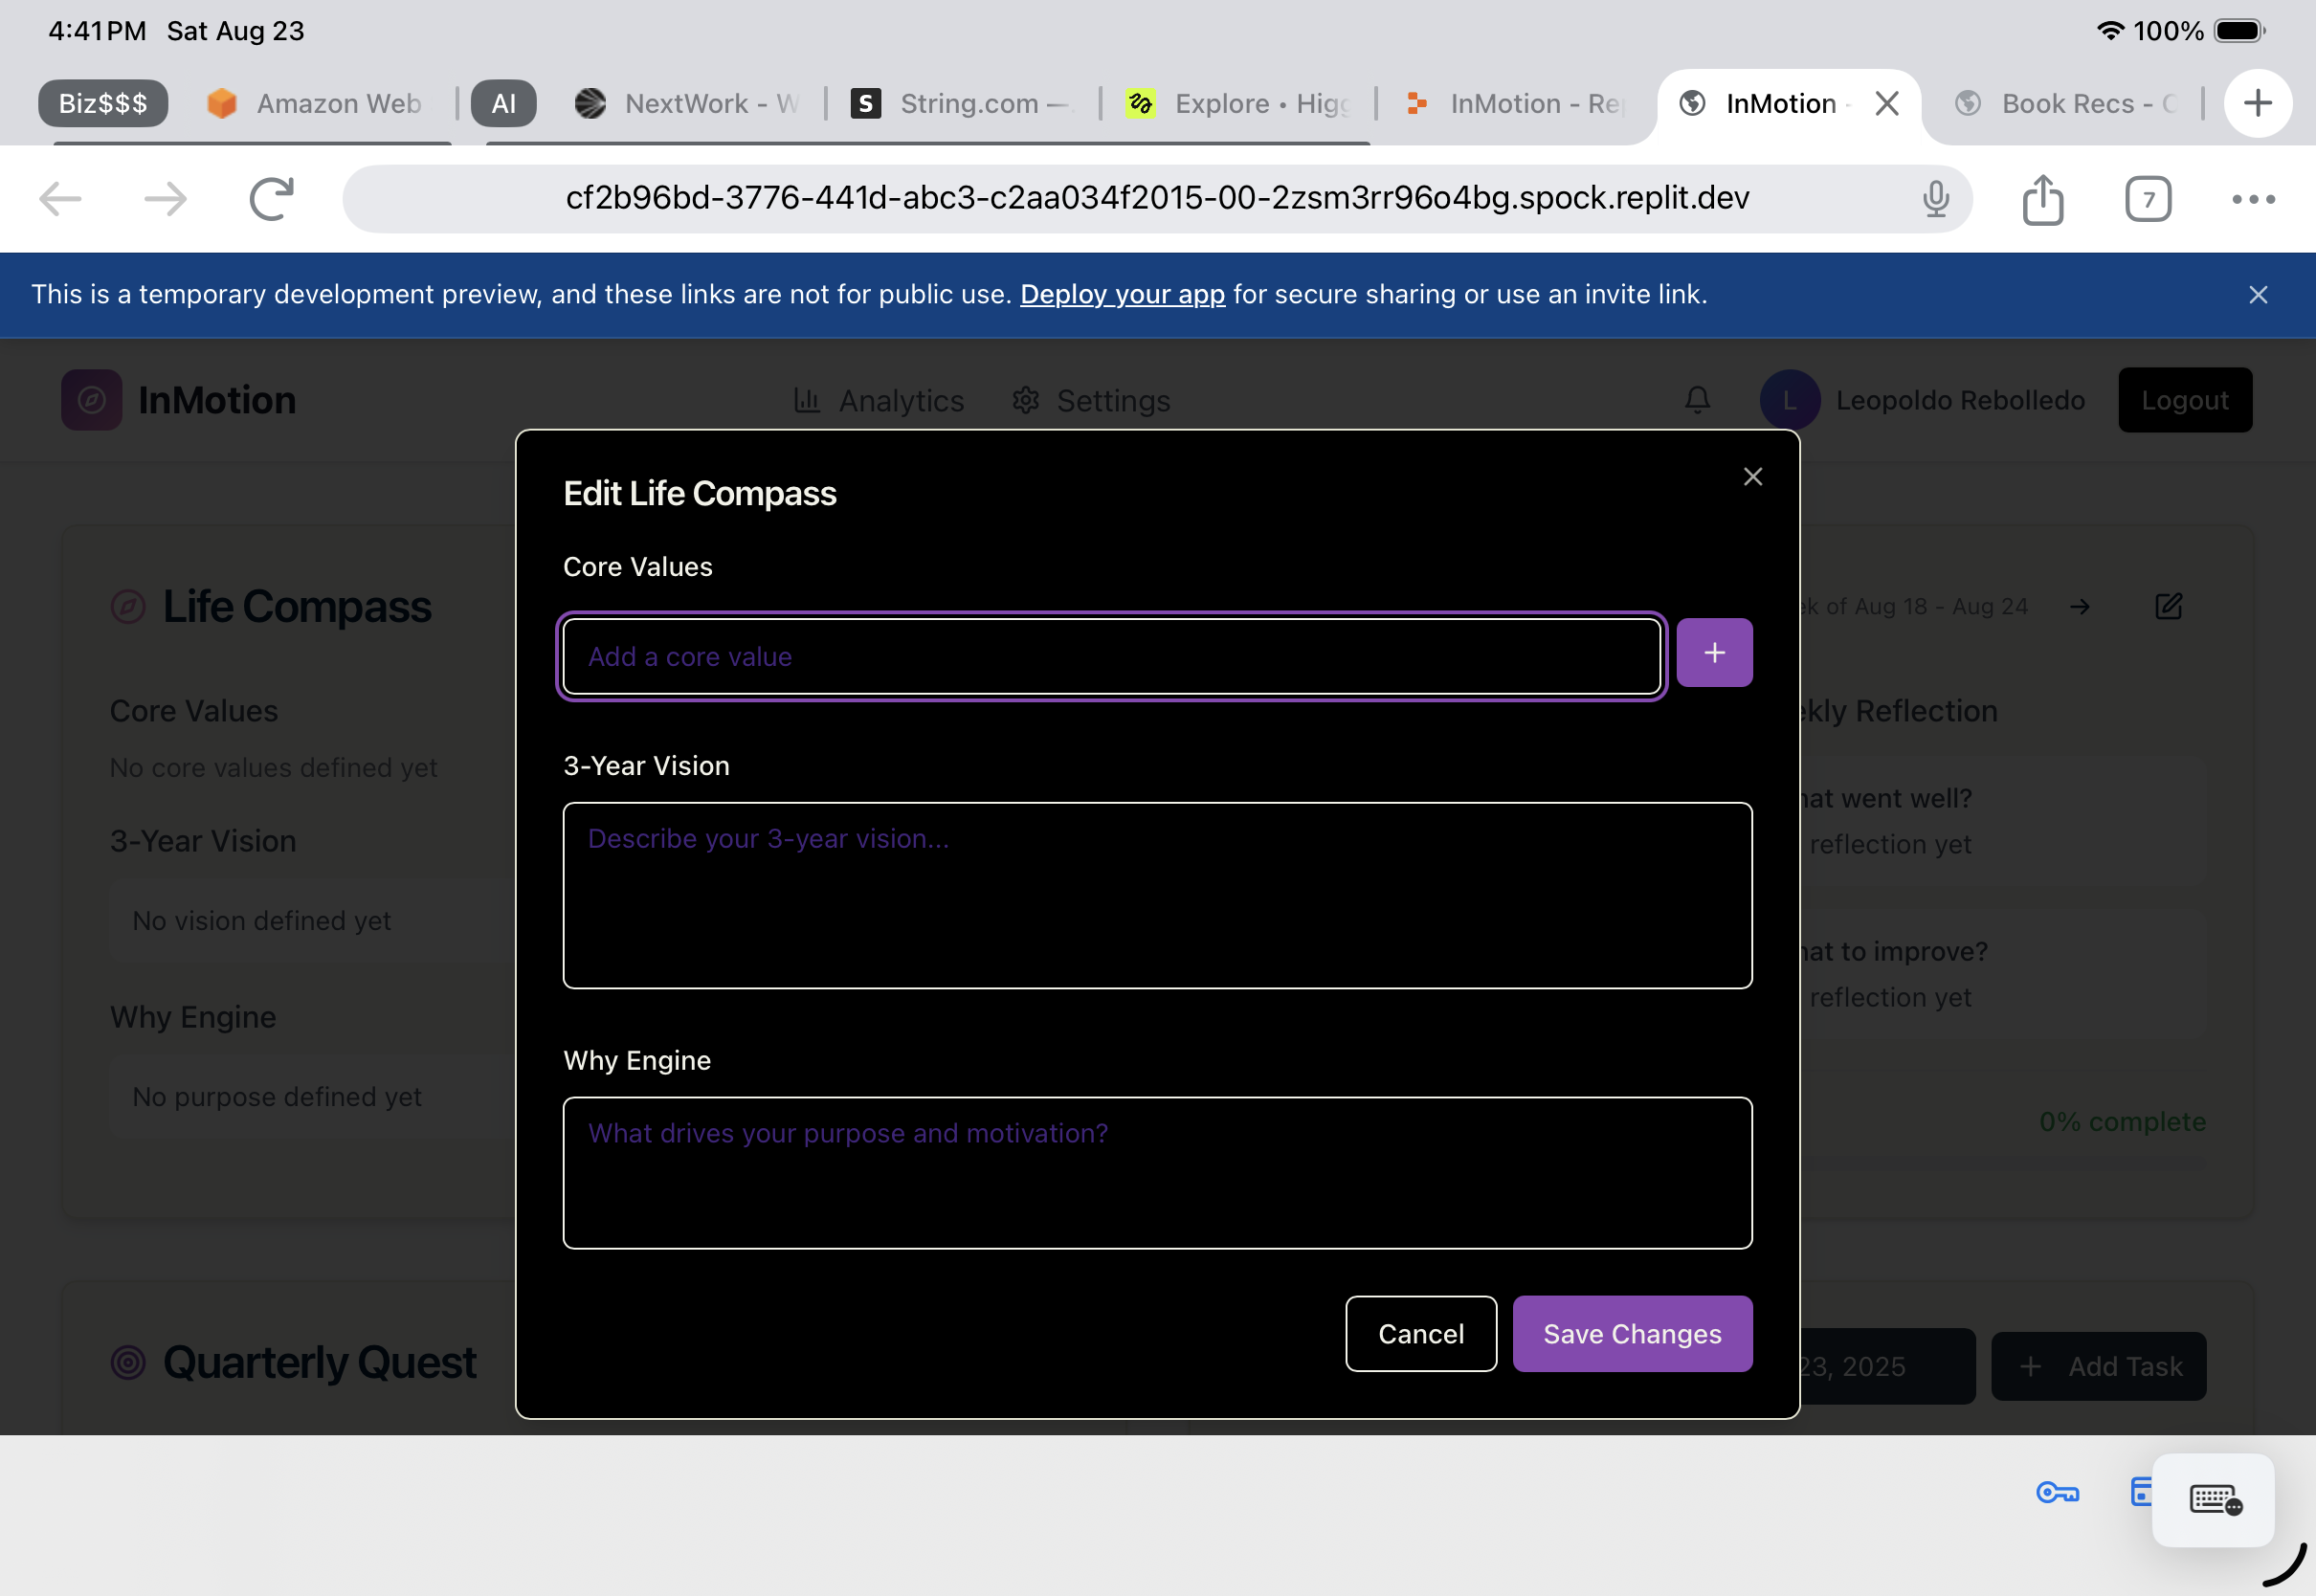 4:41 PM Sat Aug 23
100%
Biz$$$
Amazon Web
AI
NextWork - W
S String.com —
Explore • Higg
InMotion - Re
InMotion -
Book Recs -
cf2b96bd-3776-441d-abc3-c2aa034f2015-00-2zsm3rr96o4bg.spock.replit.dev
7
This is a temporary development preview, and these links are not for public use. Deploy your app for secure sharing or use an invite link.
InMotion
Analytics
Settings
L
Leopoldo Rebolledo
Logout
Edit Life Compass
Core Values
Add a core value
3-Year Vision
Describe your 3-year vision...
Why Engine
What drives your purpose and motivation?
Cancel
Save Changes
Life Compass
Core Values
No core values defined yet
3-Year Vision
No vision defined yet
Why Engine
No purpose defined yet
Quarterly Quest
ek of Aug 18 - Aug 24
ekly Reflection
hat went well?
reflection yet
hat to improve?
reflection yet
0% complete
23, 2025
+ Add Task